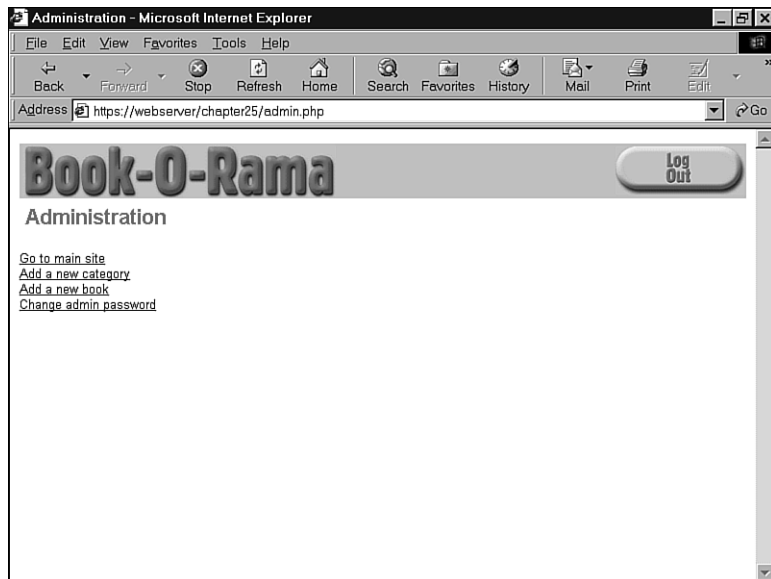 Administration - Microsoft Internet Explorer
File Edit View Favorites Tools Help
Back Forward Stop Refresh Home Search Favorites History Mail Print Edit
Address https://webserver/chapter25/admin.php Go
Book-O-Rama
Log
Out
Administration
Go to main site
Add a new category
Add a new book
Change admin password